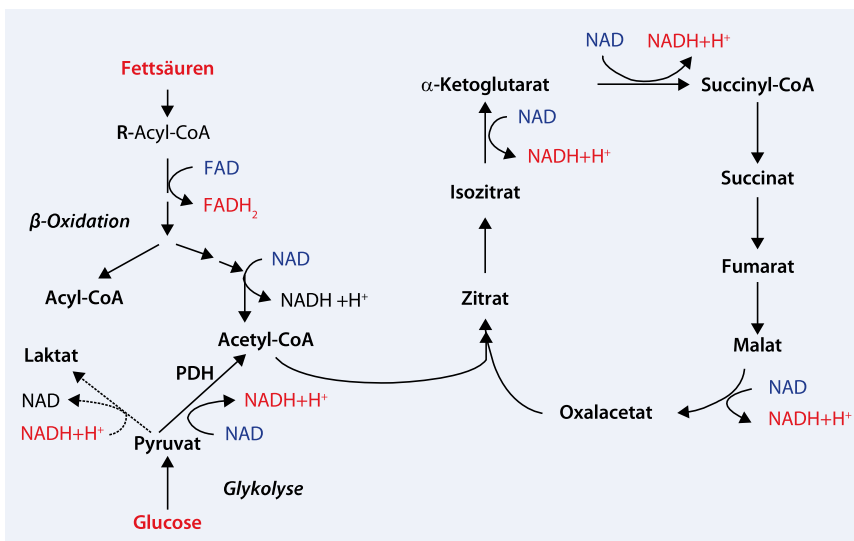 Fettsäuren
R-Acyl-CoA
FAD
FADH2
β-Oxidation
NAD
Acyl-CoA
NADH +H+
Acetyl-CoA
Laktat
PDH
NAD
NADH+H+
NADH+H+
NAD
Pyruvat
Glykolyse
Glucose
NAD
NADH+H+
α-Ketoglutarat
Succinyl-CoA
NAD
NADH+H+
Isozitrat
Succinat
Fumarat
Zitrat
Malat
NAD
Oxalacetat
NADH+H+